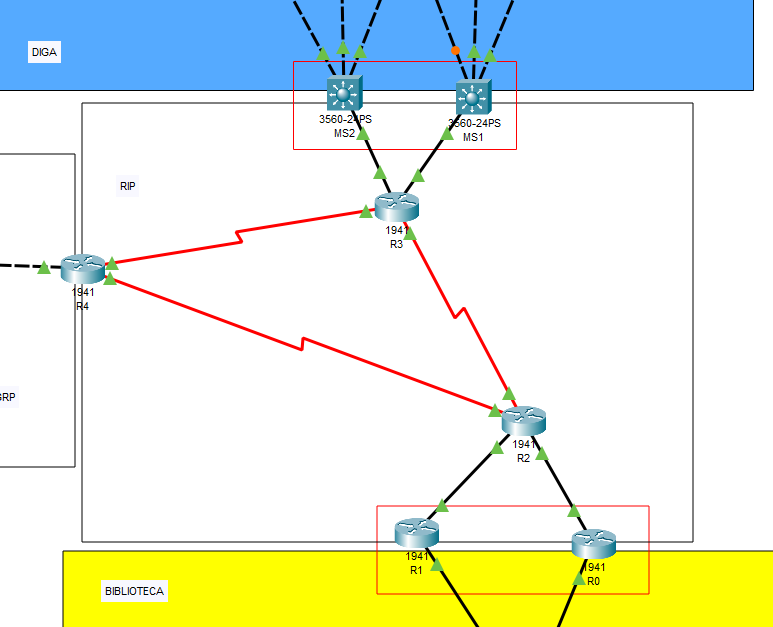 DIGA
3560-24PS
MS2
3560-24PS
MS1
RIP
1941
R3
1941
R4
GRP
1941
R2
1941
R1
1941
R0
BIBLIOTECA